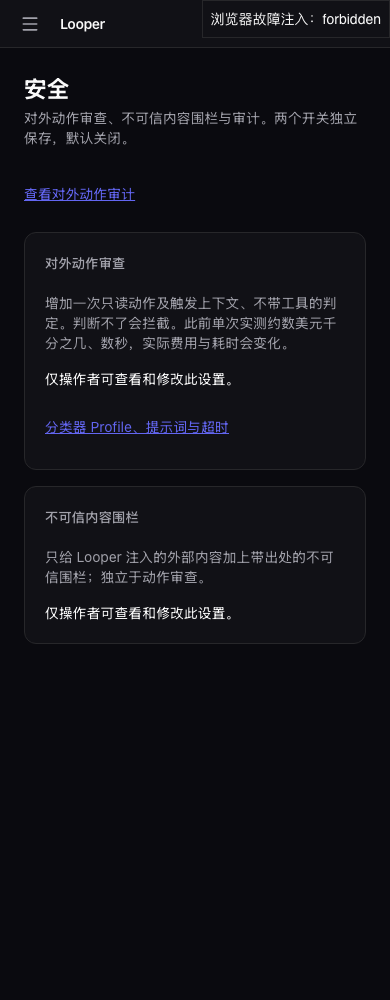 Looper
浏览器故障注入：forbidden
安全
对外动作审查、不可信内容围栏与审计。两个开关独立
保存，默认关闭。
查看对外动作审计
对外动作审查
增加一次只读动作及触发上下文、不带工具的判
定。判断不了会拦截。此前单次实测约数美元千
分之几、数秒，实际费用与耗时会变化。
仅操作者可查看和修改此设置。
分类器 Profile、提示词与超时
不可信内容围栏
只给 Looper 注入的外部内容加上带出处的不可
信围栏；独立于动作审查。
仅操作者可查看和修改此设置。